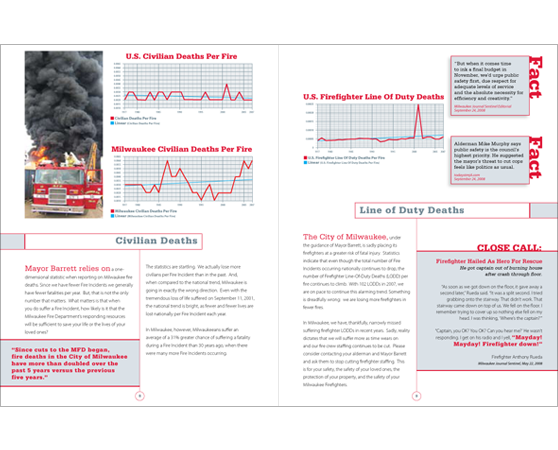 U.S. Civilian Deaths Per Fire
Civilian Deaths Per Fire
Linear (Civilian Deaths Per Fire)
Milwaukee Civilian Deaths Per Fire
Milwaukee Civilian Deaths Per Fire
Linear (Milwaukee Civilian Deaths Per Fire)
Civilian Deaths
Mayor Barrett relies on a one-
dimensional statistic when reporting on Milwaukee fire
deaths. Since we have fewer Fire Incidents we generally
have fewer fatalities per year. But, that is not the only
number that matters. What matters is that when
you do suffer a Fire Incident, how likely is it that the
Milwaukee Fire Department's responding resources
will be sufficient to save your life or the lives of your
loved ones?
"Since cuts to the MFD began,
fire deaths in the City of Milwaukee
have more than doubled over the
past 5 years versus the previous
five years."
The statistics are startling. We actually lose more
civilians per Fire Incident than in the past. And,
when compared to the national trend, Milwaukee is
going in exactly the wrong direction. Even with the
tremendous loss of life suffered on September 11, 2001,
the national trend is bright, as fewer and fewer lives are
lost nationally per Fire Incident each year.
In Milwaukee, however, Milwaukeeans suffer an
average of a 31% greater chance of suffering a fatality
during a Fire Incident than 30 years ago, when there
were many more Fire Incidents occurring.
U.S. Firefighter Line Of Duty Deaths
U.S. Firefighter Line Of Duty Deaths Per Fire
Linear (U.S. Firefighter Line Of Duty Deaths Per Fire)
"But when it comes time
to ink a final budget in
November, we'd urge public
safety first, due respect for
adequate levels of service
and the absolute necessity for
efficiency and creativity."
Milwaukee Journal Sentinel Editorial
September 24, 2008
Fact
Alderman Mike Murphy says
public safety is the council's
highest priority. He suggested
the mayor's threat to cut cops
feels like politics as usual.
September 24, 2008
Fact
Line of Duty Deaths
The City of Milwaukee, under
the guidance of Mayor Barrett, is sadly placing its
firefighters at a greater risk of fatal injury. Statistics
indicate that even though the total number of Fire
Incidents occurring nationally continues to drop; the
number of Firefighter Line Of Duty Deaths (LODD) per
fire continues to climb. With 102 LODD's in 2007, we
are on pace to continue this alarming trend. Something
is dreadfully wrong: we are losing more firefighters in
fewer fires.
In Milwaukee, we have thankfully, narrowly missed
suffering firefighter LODDs in recent years. Sadly, reality
dictates that we will suffer more as time wears on
and our fire crew staffing continues to be cut. Please
consider contacting your alderman and Mayor Barrett
and ask them to stop cutting firefighter staffing. This
is for your safety, the safety of your loved ones, the
protection of your property, and the safety of your
Milwaukee Firefighters.
CLOSE CALL:
Firefighter Hailed As Hero For Rescue
He got captain out of burning house
after crash through floor.
"As soon as we got down on the floor, it gave away a
second later," Rueda said. "It was a split second. I tried
grabbing onto the stairway. That didn't work. That
stairway came down on top of us. We fell on the floor. I
remember trying to cover up so nothing else fell on my
head. I was thinking, 'Where's the captain?'"
"Captain, you OK? You OK? Can you hear me?' He wasn't
responding. I get on his radio and I yell, "Mayday!
Mayday! Firefighter down!"
Firefighter Anthony Rueda
Milwaukee Journal Sentinel, May 22, 2008